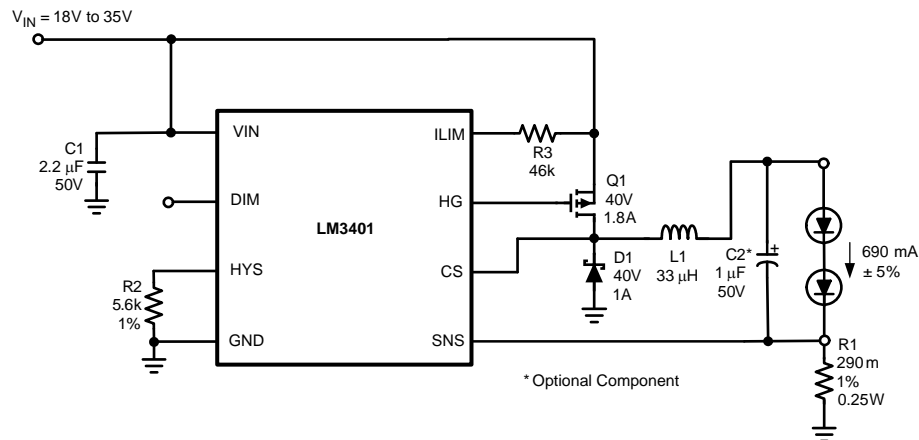 V_IN = 18V to 35V
VIN
ILIM
R3
46k
C1
2.2 μF
50V
Q1
40V
1.8A
DIM
HG
LM3401
690 mA
± 5%
HYS
CS
D1
40V
1A
L1
33 μH
C2*
1 μF
50V
+
R2
5.6k
1%
GND
SNS
R1
290m
1%
0.25W
* Optional Component